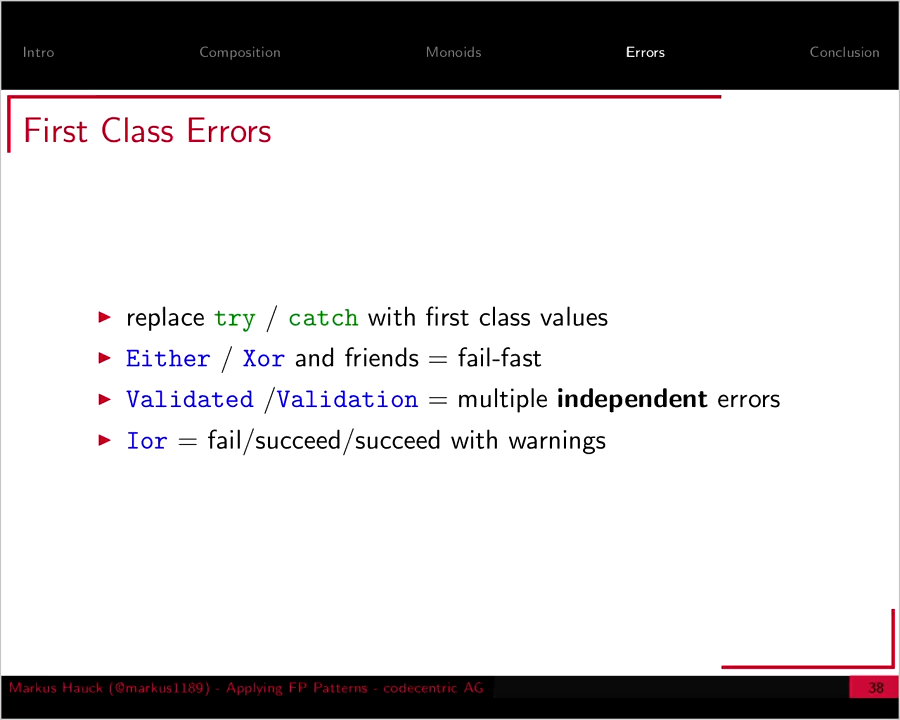 Intro Composition Monoids Errors Conclusion
First Class Errors
replace try / catch with first class values
Either / Xor and friends = fail-fast
Validated /Validation = multiple independent errors
Ior = fail/succeed/succeed with warnings
Markus Hauck (@markus1189) - Applying FP Patterns - codecentric AG 38